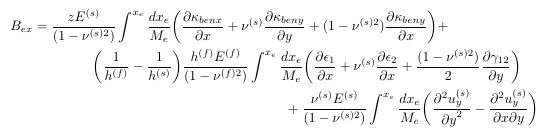 B_{ex} = \frac{zE^{(s)}}{(1-\nu^{(s)2})} \int^{x_e} \frac{dx_e}{M_e} \left( \frac{\partial \kappa_{benx}}{\partial x} + \nu^{(s)} \frac{\partial \kappa_{beny}}{\partial y} + (1-\nu^{(s)2}) \frac{\partial \kappa_{beny}}{\partial x} \right) +
\left( \frac{1}{h^{(f)}} - \frac{1}{h^{(s)}} \right) \frac{h^{(f)}E^{(f)}}{(1-\nu^{(f)2})} \int^{x_e} \frac{dx_e}{M_e} \left( \frac{\partial \epsilon_1}{\partial x} + \nu^{(s)} \frac{\partial \epsilon_2}{\partial x} + \frac{(1-\nu^{(s)2})}{2} \frac{\partial \gamma_{12}}{\partial y} \right)
+ \frac{\nu^{(s)}E^{(s)}}{(1-\nu^{(s)2})} \int^{x_e} \frac{dx_e}{M_e} \left( \frac{\partial^2 u_y^{(s)}}{\partial y^2} - \frac{\partial^2 u_y^{(s)}}{\partial x \partial y} \right)